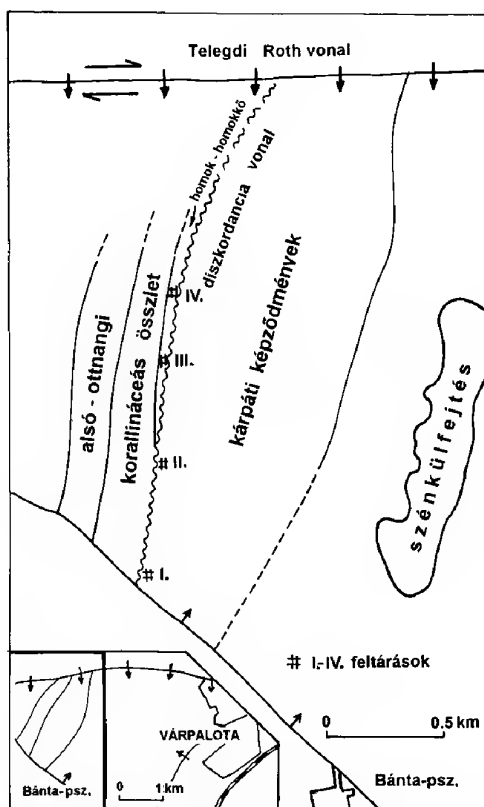 Telegdi Roth vonal
homok - homokkő
diszkordancia vonal
kárpáti képződmények
korallináceás összlet
alsó - ottnangi
szénkülfejtés
# IV.
# III.
# II.
# I.
# I.-IV. feltárások
0 0.5 km
Bánta-psz.
VÁRPALOTA
Bánta-psz.
0 1 km